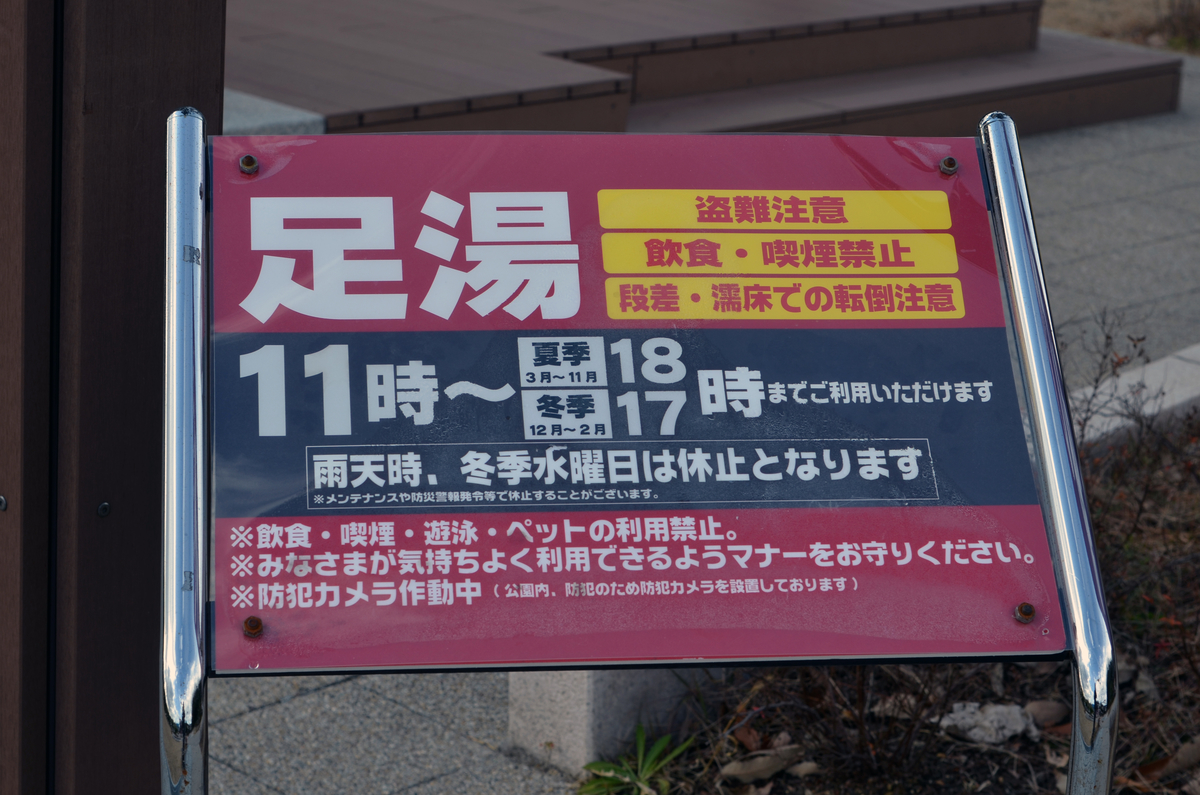 足湯
盗難注意
飲食・喫煙禁止
段差・濡床での転倒注意
11時〜 夏季 3月〜11月 18 冬季 12月〜2月 17 時までご利用いただけます
雨天時、冬季水曜日は休止となります
※メンテナンスや防災警報発令等で休止することがございます。
※飲食・喫煙・遊泳・ペットの利用禁止。
※みなさまが気持ちよく利用できるようマナーをお守りください。
※防犯カメラ作動中（公園内、防犯のため防犯カメラを設置しております）